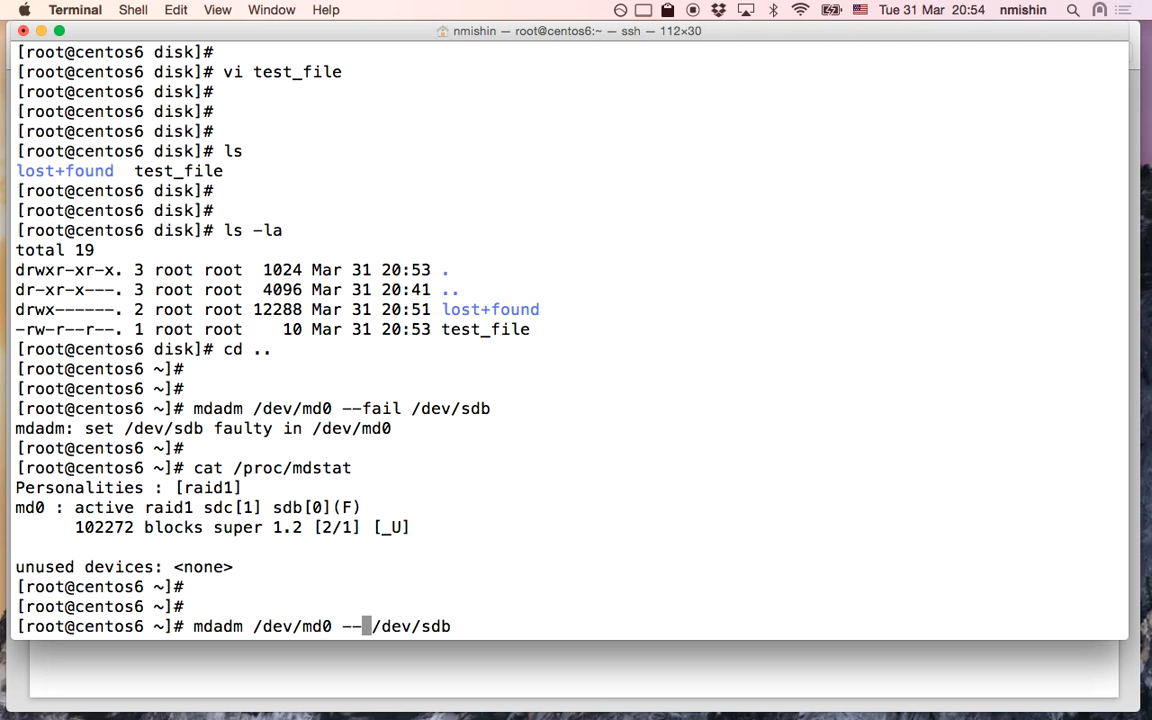 Terminal Shell Edit View Window Help Tue 31 Mar 20:54 nmishin
nmishin — root@centos6:~ — ssh — 112×30
[root@centos6 disk]#
[root@centos6 disk]# vi test_file
[root@centos6 disk]#
[root@centos6 disk]#
[root@centos6 disk]#
[root@centos6 disk]# ls
lost+found  test_file
[root@centos6 disk]#
[root@centos6 disk]#
[root@centos6 disk]# ls -la
total 19
drwxr-xr-x. 3 root root  1024 Mar 31 20:53 .
dr-xr-x---. 3 root root  4096 Mar 31 20:41 ..
drwx------. 2 root root 12288 Mar 31 20:51 lost+found
-rw-r--r--. 1 root root    10 Mar 31 20:53 test_file
[root@centos6 disk]# cd ..
[root@centos6 ~]#
[root@centos6 ~]#
[root@centos6 ~]# mdadm /dev/md0 --fail /dev/sdb
mdadm: set /dev/sdb faulty in /dev/md0
[root@centos6 ~]#
[root@centos6 ~]# cat /proc/mdstat
Personalities : [raid1]
md0 : active raid1 sdc[1] sdb[0](F)
      102272 blocks super 1.2 [2/1] [_U]
unused devices: <none>
[root@centos6 ~]#
[root@centos6 ~]#
[root@centos6 ~]# mdadm /dev/md0 -- /dev/sdb